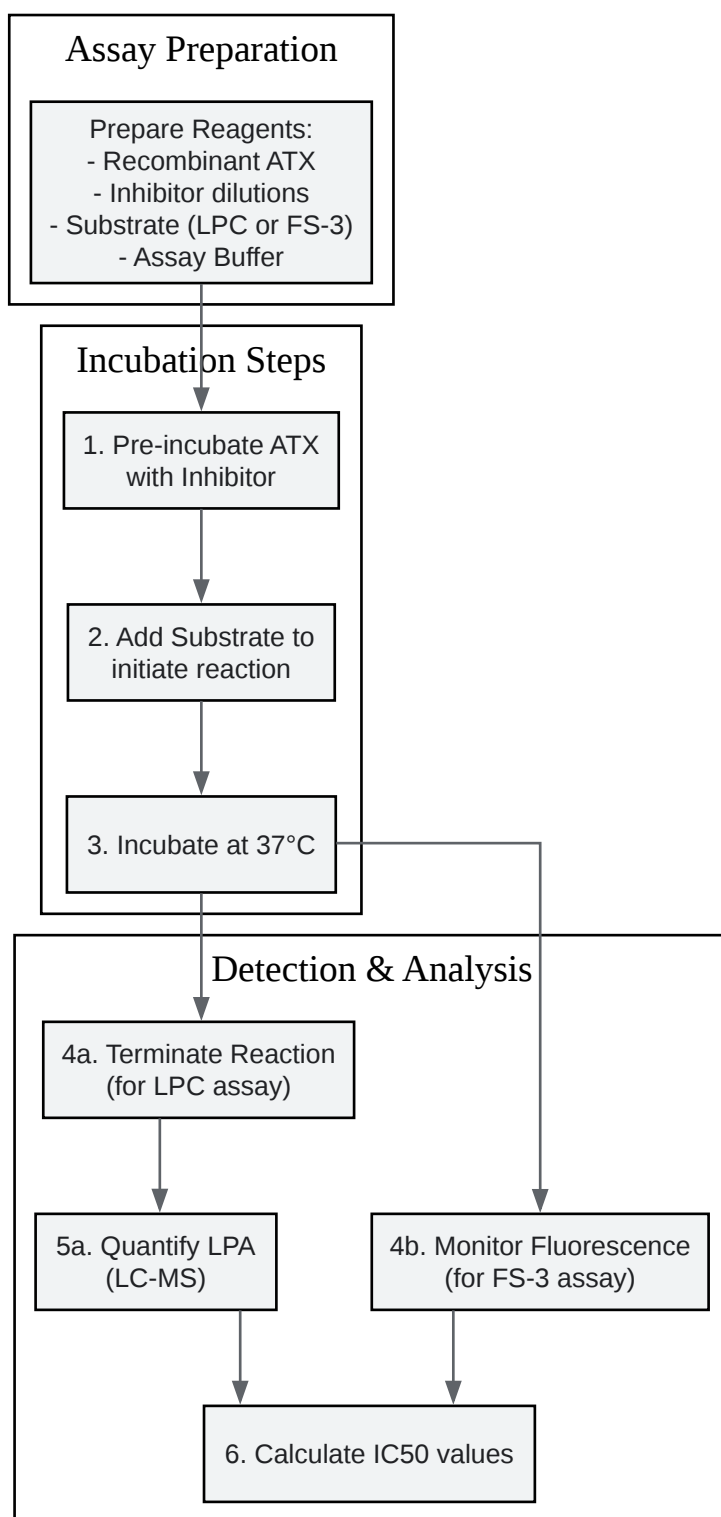 Assay Preparation
Prepare Reagents:
- Recombinant ATX
- Inhibitor dilutions
- Substrate (LPC or FS-3)
- Assay Buffer
Incubation Steps
1. Pre-incubate ATX
with Inhibitor
2. Add Substrate to
initiate reaction
3. Incubate at 37°C
Detection & Analysis
4a. Terminate Reaction
(for LPC assay)
5a. Quantify LPA
(LC-MS)
4b. Monitor Fluorescence
(for FS-3 assay)
6. Calculate IC50 values